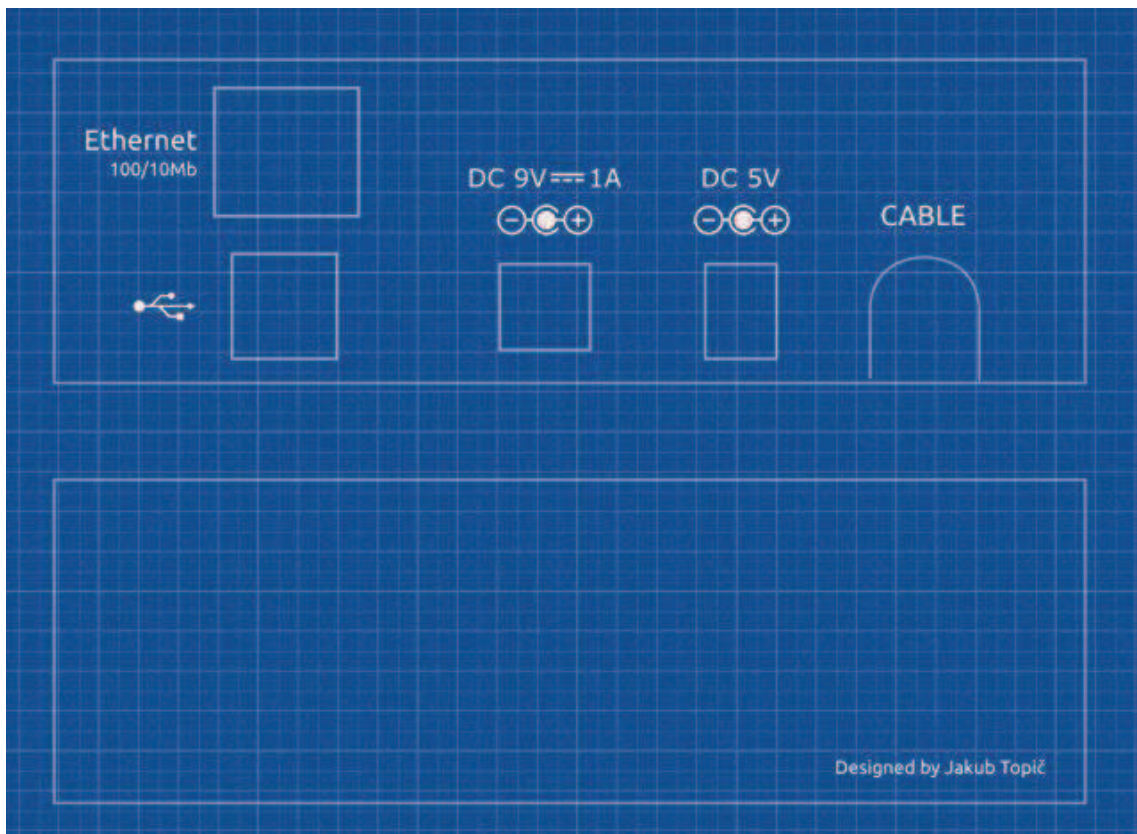 Ethernet
100/10Mb
DC 9V⎓1A
DC 5V
CABLE
Designed by Jakub Topič